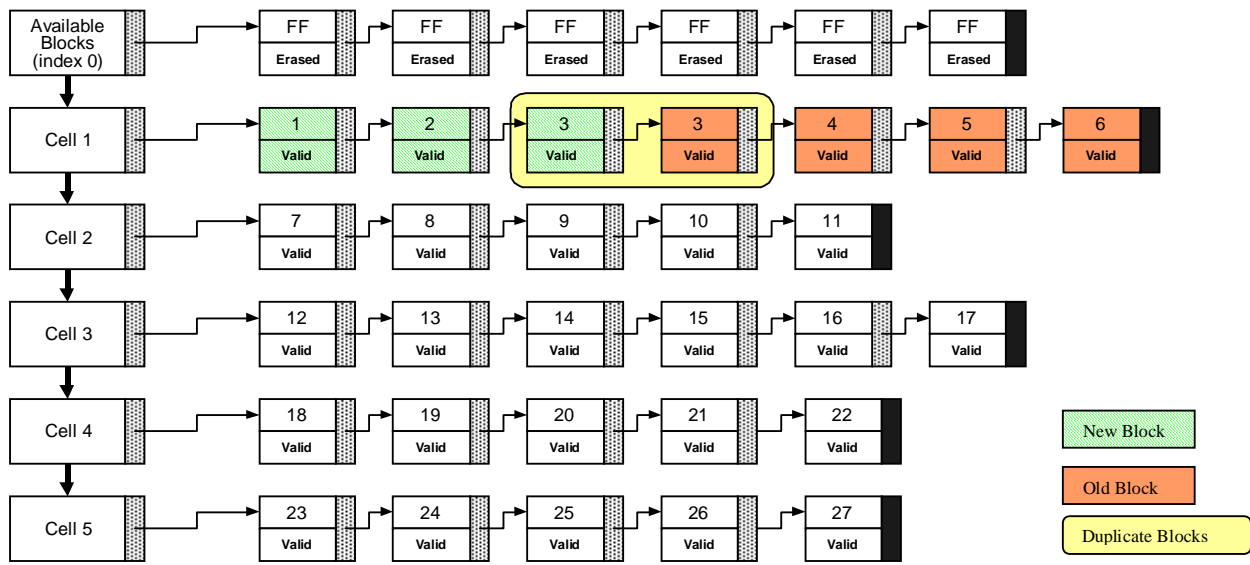 Available
Blocks
(index 0)
FF FF FF FF FF FF
Erased Erased Erased Erased Erased Erased
Cell 1
1 2 3 3 4 5 6
Valid Valid Valid Valid Valid Valid Valid
Cell 2
7 8 9 10 11
Valid Valid Valid Valid Valid
Cell 3
12 13 14 15 16 17
Valid Valid Valid Valid Valid Valid
Cell 4
18 19 20 21 22
Valid Valid Valid Valid Valid
New Block
Old Block
Cell 5
23 24 25 26 27
Valid Valid Valid Valid Valid
Duplicate Blocks